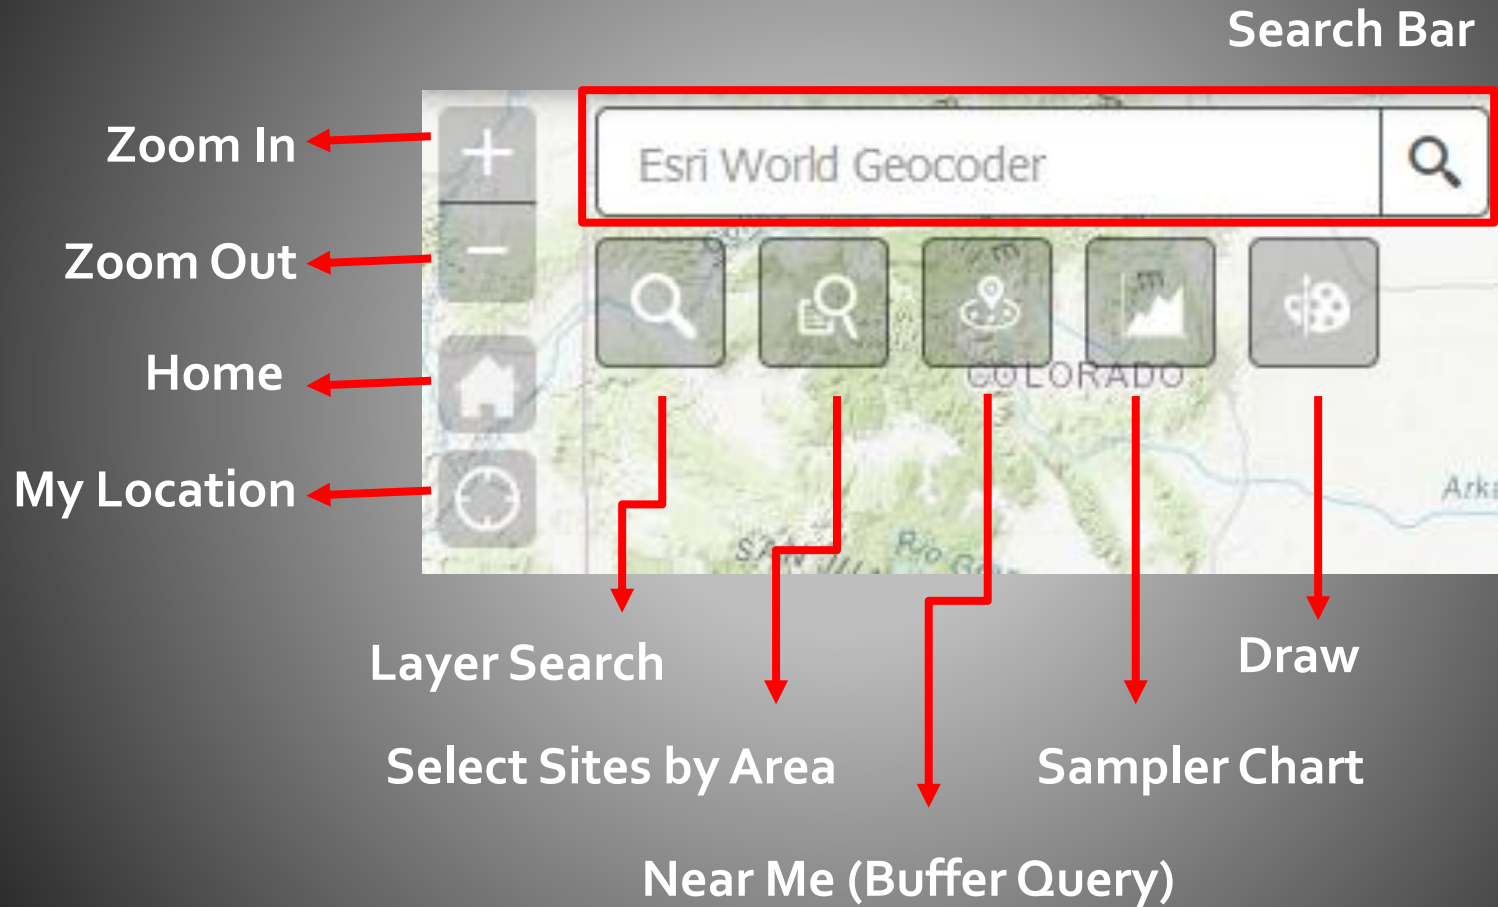 Search Bar
Zoom In
Esri World Geocoder
Zoom Out
Home
COLORADO
My Location
Rio
Layer Search
Draw
Select Sites by Area
Sampler Chart
Near Me (Buffer Query)